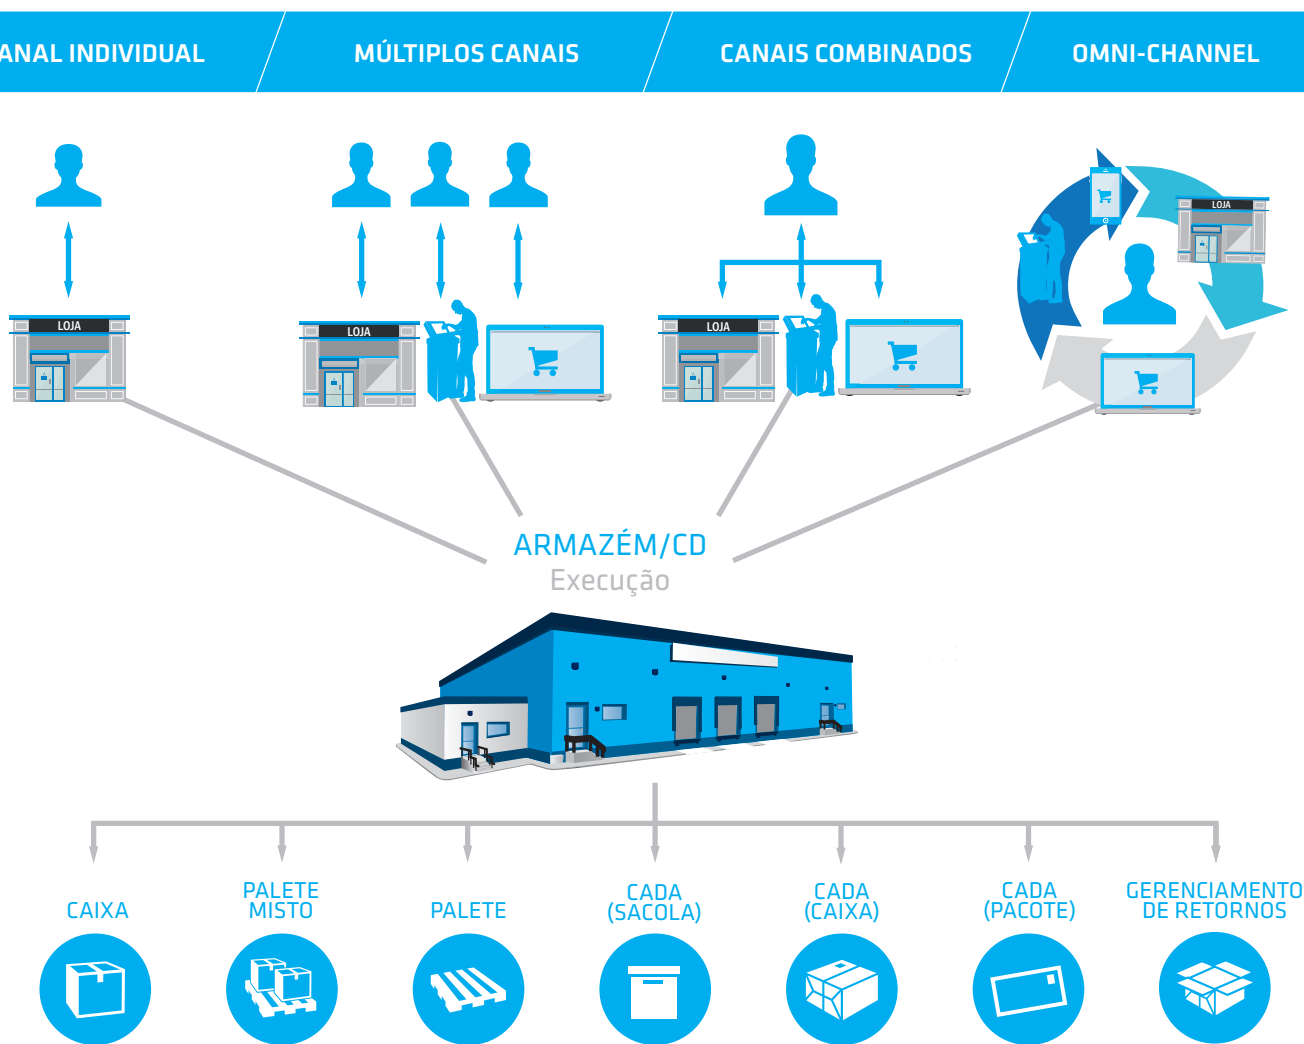 ANAL INDIVIDUAL
MÚLTIPLOS CANAIS
CANAIS COMBINADOS
OMNI-CHANNEL
LOJA
LOJA
LOJA
LOJA
ARMAZÉM/CD
Execução
CAIXA
PALETE
MISTO
PALETE
CADA
(SACOLA)
CADA
(CAIXA)
CADA
(PACOTE)
GERENCIAMENTO
DE RETORNOS